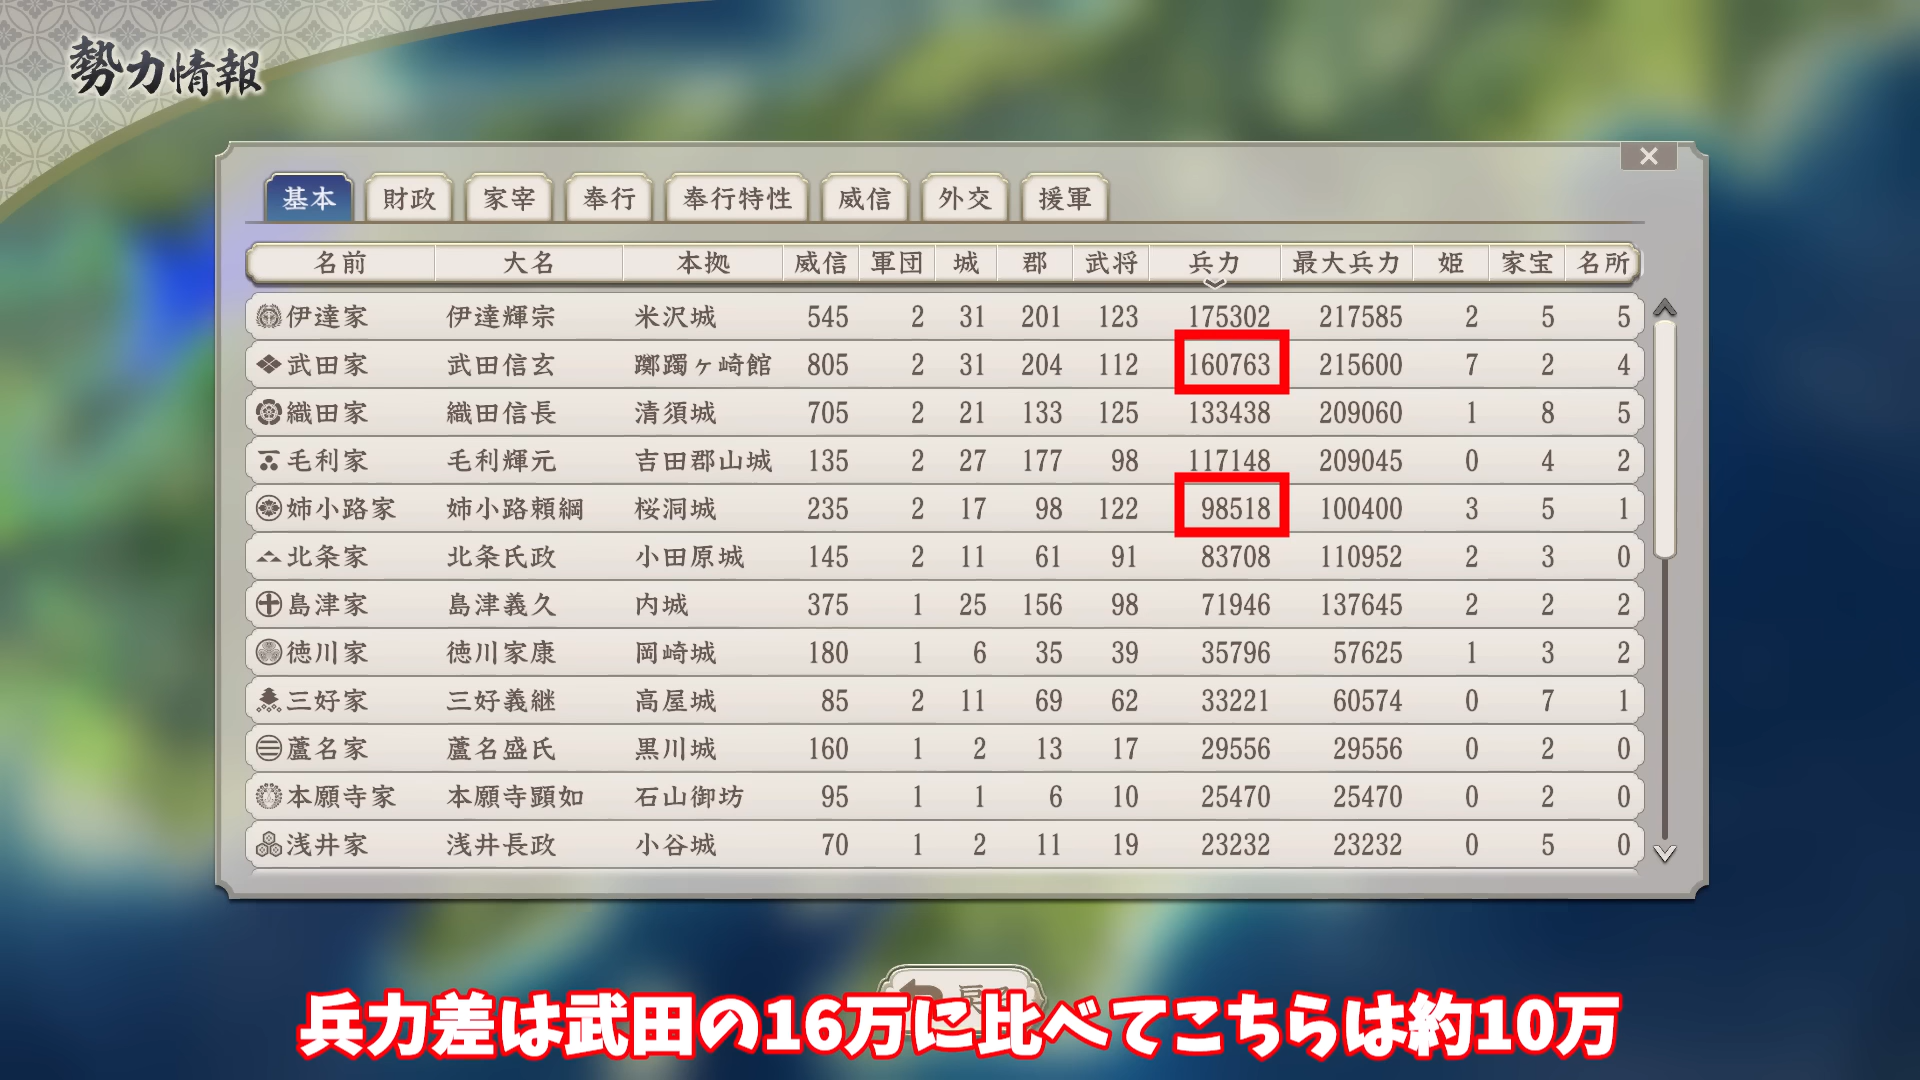 勢力情報
基本 財政 家宰 奉行 奉行特性 威信 外交 援軍
名前 大名 本拠 威信 軍団 城 郡 武将 兵力 最大兵力 姫 家宝 名所
伊達家 伊達輝宗 米沢城 545 2 31 201 123 175302 217585 2 5 5
武田家 武田信玄 躑躅ヶ崎館 805 2 31 204 112 160763 215600 7 2 4
織田家 織田信長 清須城 705 2 21 133 125 133438 209060 1 8 5
毛利家 毛利輝元 吉田郡山城 135 2 27 177 98 117148 209045 0 4 2
姉小路家 姉小路頼綱 桜洞城 235 2 17 98 122 98518 100400 3 5 1
北条家 北条氏政 小田原城 145 2 11 61 91 83708 110952 2 3 0
島津家 島津義久 内城 375 1 25 156 98 71946 137645 2 2 2
徳川家 徳川家康 岡崎城 180 1 6 35 39 35796 57625 1 3 2
三好家 三好義継 高屋城 85 2 11 69 62 33221 60574 0 7 1
蘆名家 蘆名盛氏 黒川城 160 1 2 13 17 29556 29556 0 2 0
本願寺家 本願寺顕如 石山御坊 95 1 1 6 10 25470 25470 0 2 0
浅井家 浅井長政 小谷城 70 1 2 11 19 23232 23232 0 5 0
兵力差は武田の16万に比べてこちらは約10万